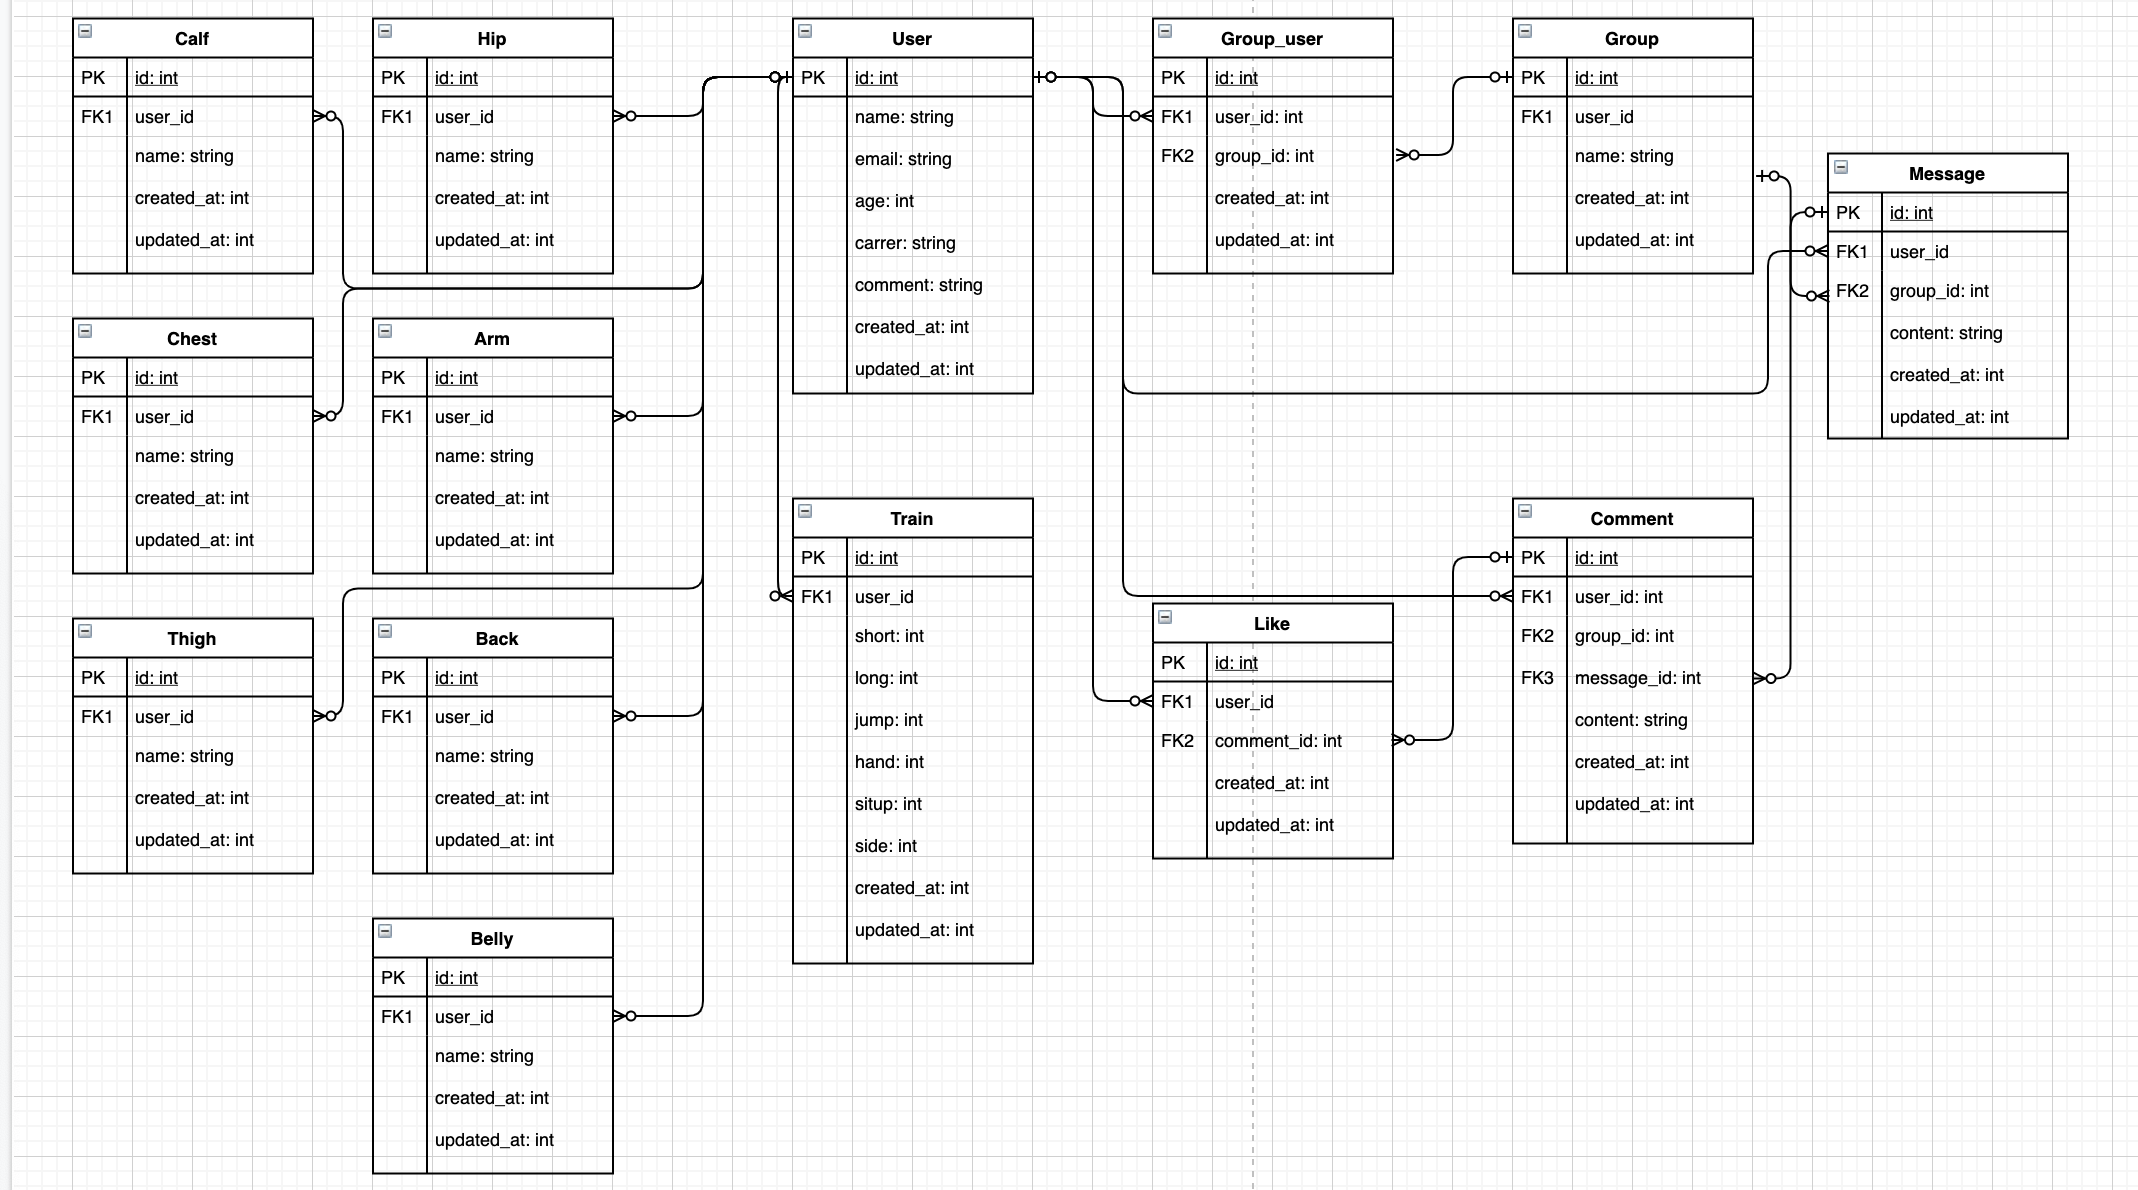 Calf
PK id: int
FK1 user_id
name: string
created_at: int
updated_at: int
Hip
PK id: int
FK1 user_id
name: string
created_at: int
updated_at: int
User
PK id: int
name: string
email: string
age: int
carrer: string
comment: string
created_at: int
updated_at: int
Group_user
PK id: int
FK1 user_id: int
FK2 group_id: int
created_at: int
updated_at: int
Group
PK id: int
FK1 user_id
name: string
created_at: int
updated_at: int
Message
PK id: int
FK1 user_id
FK2 group_id: int
content: string
created_at: int
updated_at: int
Chest
PK id: int
FK1 user_id
name: string
created_at: int
updated_at: int
Arm
PK id: int
FK1 user_id
name: string
created_at: int
updated_at: int
Train
PK id: int
FK1 user_id
short: int
long: int
jump: int
hand: int
situp: int
side: int
created_at: int
updated_at: int
Like
PK id: int
FK1 user_id
FK2 comment_id: int
created_at: int
updated_at: int
Comment
PK id: int
FK1 user_id: int
FK2 group_id: int
FK3 message_id: int
content: string
created_at: int
updated_at: int
Thigh
PK id: int
FK1 user_id
name: string
created_at: int
updated_at: int
Back
PK id: int
FK1 user_id
name: string
created_at: int
updated_at: int
Belly
PK id: int
FK1 user_id
name: string
created_at: int
updated_at: int